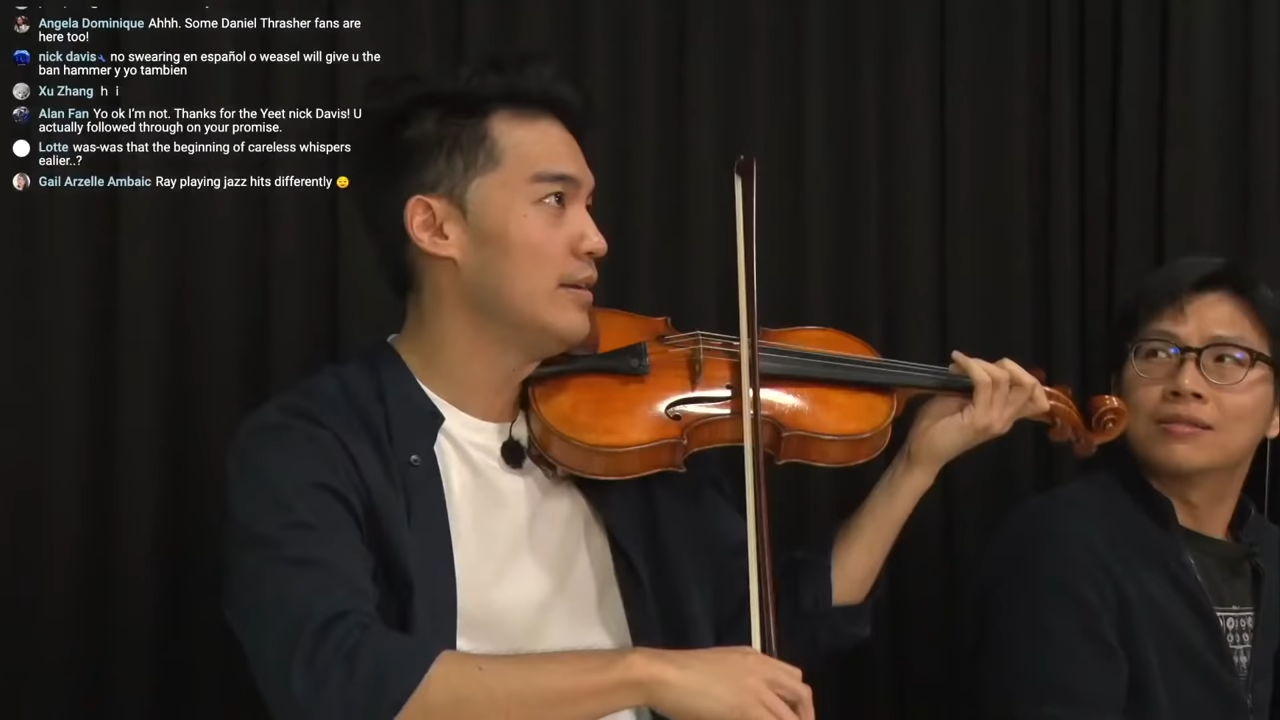 Angela Dominique Ahhh. Some Daniel Thrasher fans are
here too!
nick davis no swearing en español o weasel will give u the
ban hammer y yo tambien
Xu Zhang h i
Alan Fan Yo ok I'm not. Thanks for the Yeet nick Davis! U
actually followed through on your promise.
Lotte was-was that the beginning of careless whispers
ealier..?
Gail Arzelle Ambaic Ray playing jazz hits differently 😌